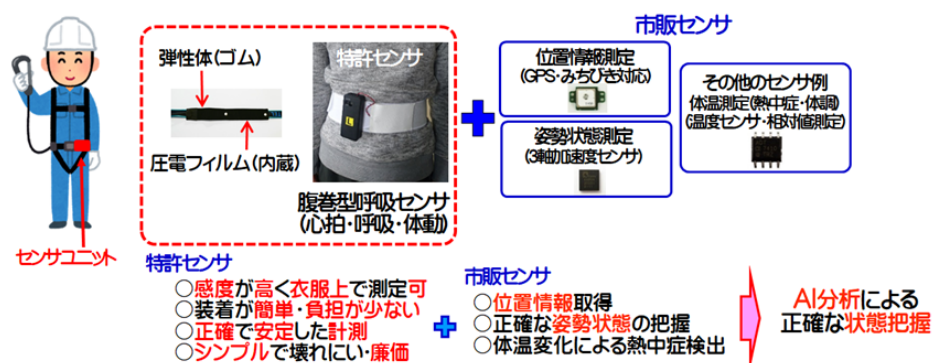 市販センサ
弾性体(ゴム)
圧電フィルム(内蔵)
特許センサ
腹巻型呼吸センサ
(心拍・呼吸・体動)
位置情報測定
(GPS・みちびき対応)
姿勢状態測定
(3軸加速度センサ)
その他のセンサ例
体温測定(熱中症・体調)
(温度センサ・相対値測定)
センサユニット
特許センサ
○感度が高く衣服上で測定可
○装着が簡単・負担が少ない
○正確で安定した計測
○シンプルで壊れにくい・廉価
市販センサ
○位置情報取得
○正確な姿勢状態の把握
○体温変化による熱中症検出
AI分析による
正確な状態把握